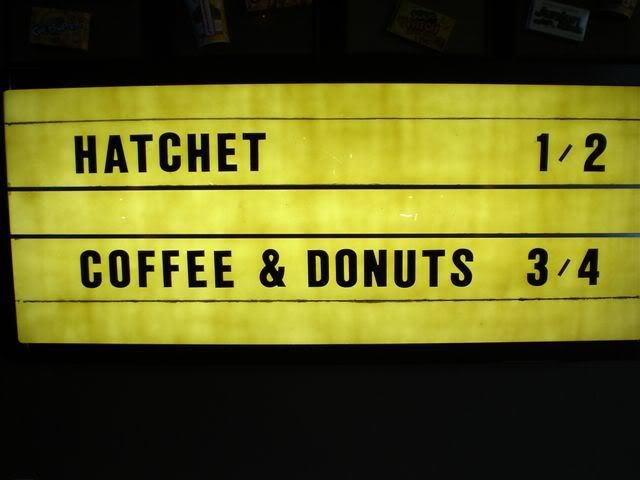 HATCHET 1/2
COFFEE & DONUTS 3/4